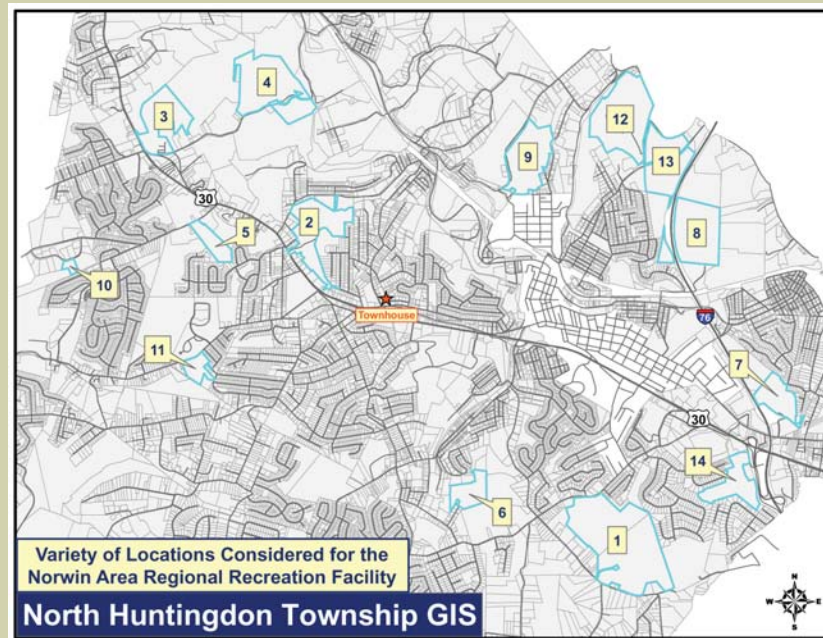 4
3
12
9
13
30
2
5
8
10
Townhouse
76
11
7
30
14
6
1
Variety of Locations Considered for the
Norwin Area Regional Recreation Facility
North Huntingdon Township GIS
N
W E
S